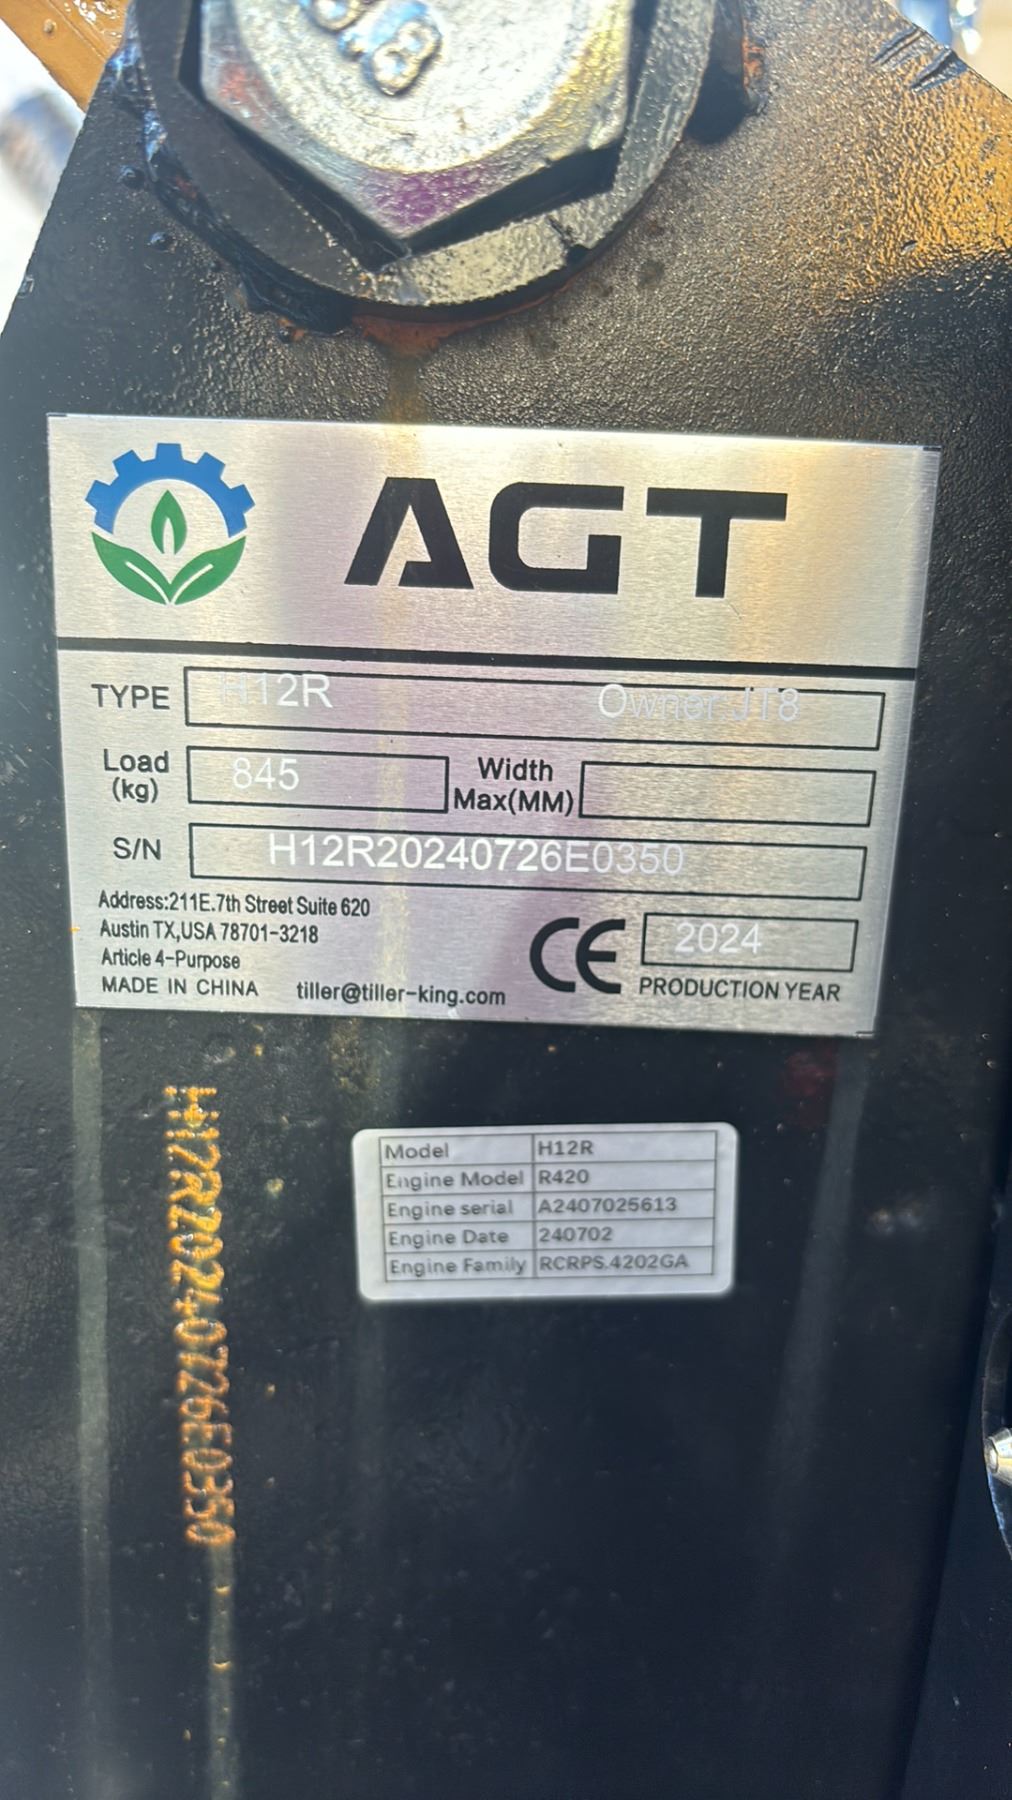 8.8
AGT
TYPE H12R Owner:JT8
Load (kg) 845 Width Max(MM)
S/N H12R20240726E0350
Address:211E.7th Street Suite 620
Austin TX,USA 78701-3218
Article 4-Purpose
MADE IN CHINA tiller@tiller-king.com
CE 2024
PRODUCTION YEAR
H12R20240726E0350
Model H12R
Engine Model R420
Engine serial A2407025613
Engine Date 240702
Engine Family RCRPS.4202GA